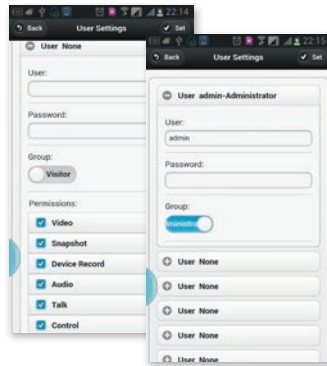 22:14
Back User Settings Set
User None
User:
Password:
Group:
Visitor
Permissions:
Video
Snapshot
Device Record
Audio
Talk
Control
22:15
Back User Settings Set
User admin-Administrator
User:
admin
Password:
Group:
ministra
User None
User None
User None
User None
User None